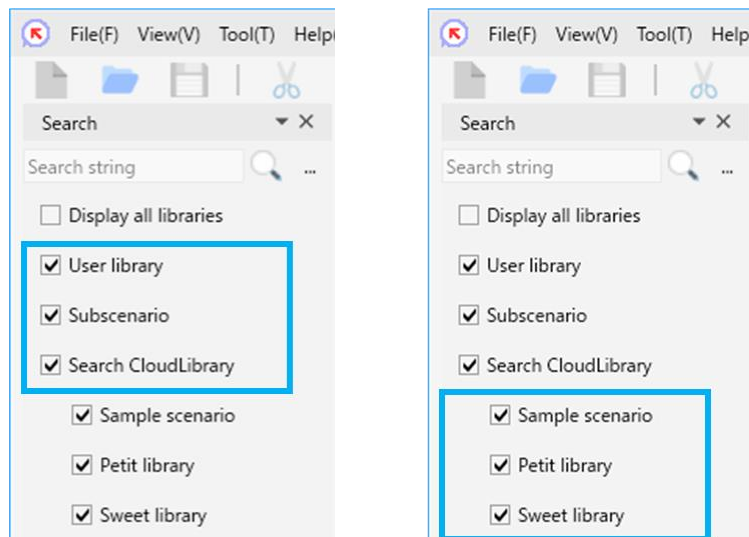 File(F) View(V) Tool(T) Help(
Search
Search string ...
Display all libraries
User library
Subscenario
Search CloudLibrary
Sample scenario
Petit library
Sweet library
File(F) View(V) Tool(T) Help
Search
Search string ...
Display all libraries
User library
Subscenario
Search CloudLibrary
Sample scenario
Petit library
Sweet library